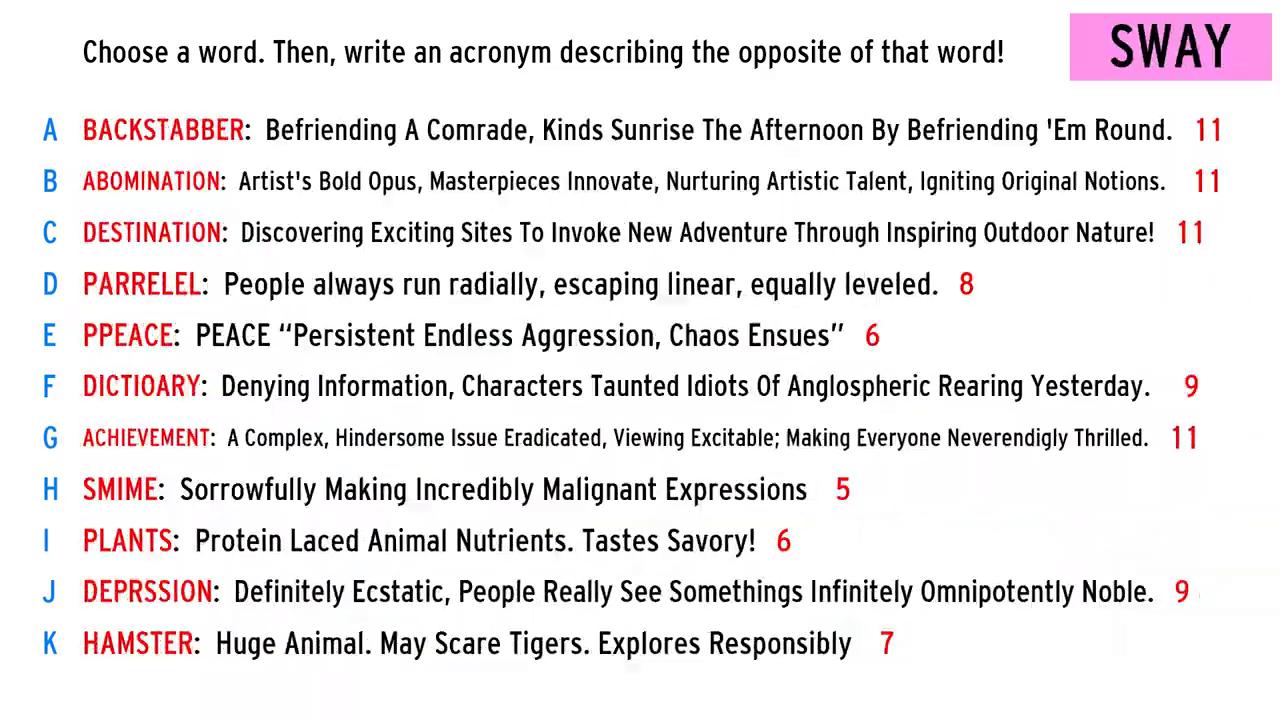 Choose a word. Then, write an acronym describing the opposite of that word!
SWAY
A BACKSTABBER: Befriending A Comrade, Kinds Sunrise The Afternoon By Befriending 'Em Round. 11
B ABOMINATION: Artist's Bold Opus, Masterpieces Innovate, Nurturing Artistic Talent, Igniting Original Notions. 11
C DESTINATION: Discovering Exciting Sites To Invoke New Adventure Through Inspiring Outdoor Nature! 11
D PARRELEL: People always run radially, escaping linear, equally leveled. 8
E PPEACE: PEACE “Persistent Endless Aggression, Chaos Ensues” 6
F DICTIOARY: Denying Information, Characters Taunted Idiots Of Anglospheric Rearing Yesterday. 9
G ACHIEVEMENT: A Complex, Hindersome Issue Eradicated, Viewing Excitable; Making Everyone Neverendigly Thrilled. 11
H SMIME: Sorrowfully Making Incredibly Malignant Expressions 5
I PLANTS: Protein Laced Animal Nutrients. Tastes Savory! 6
J DEPRSSION: Definitely Ecstatic, People Really See Somethings Infinitely Omnipotently Noble. 9
K HAMSTER: Huge Animal. May Scare Tigers. Explores Responsibly 7